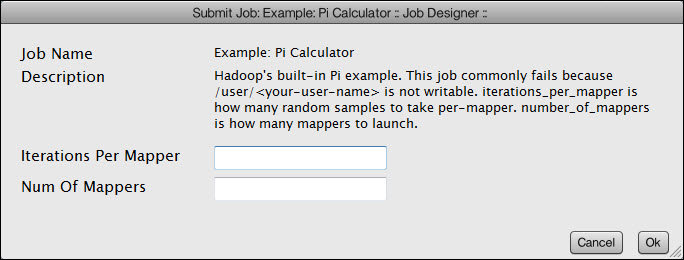 Submit Job: Example: Pi Calculator :: Job Designer ::
Job Name Example: Pi Calculator
Description Hadoop's built-in Pi example. This job commonly fails because
/user/<your-user-name> is not writable. iterations_per_mapper is
how many random samples to take per-mapper. number_of_mappers
is how many mappers to launch.
Iterations Per Mapper
Num Of Mappers
Cancel Ok